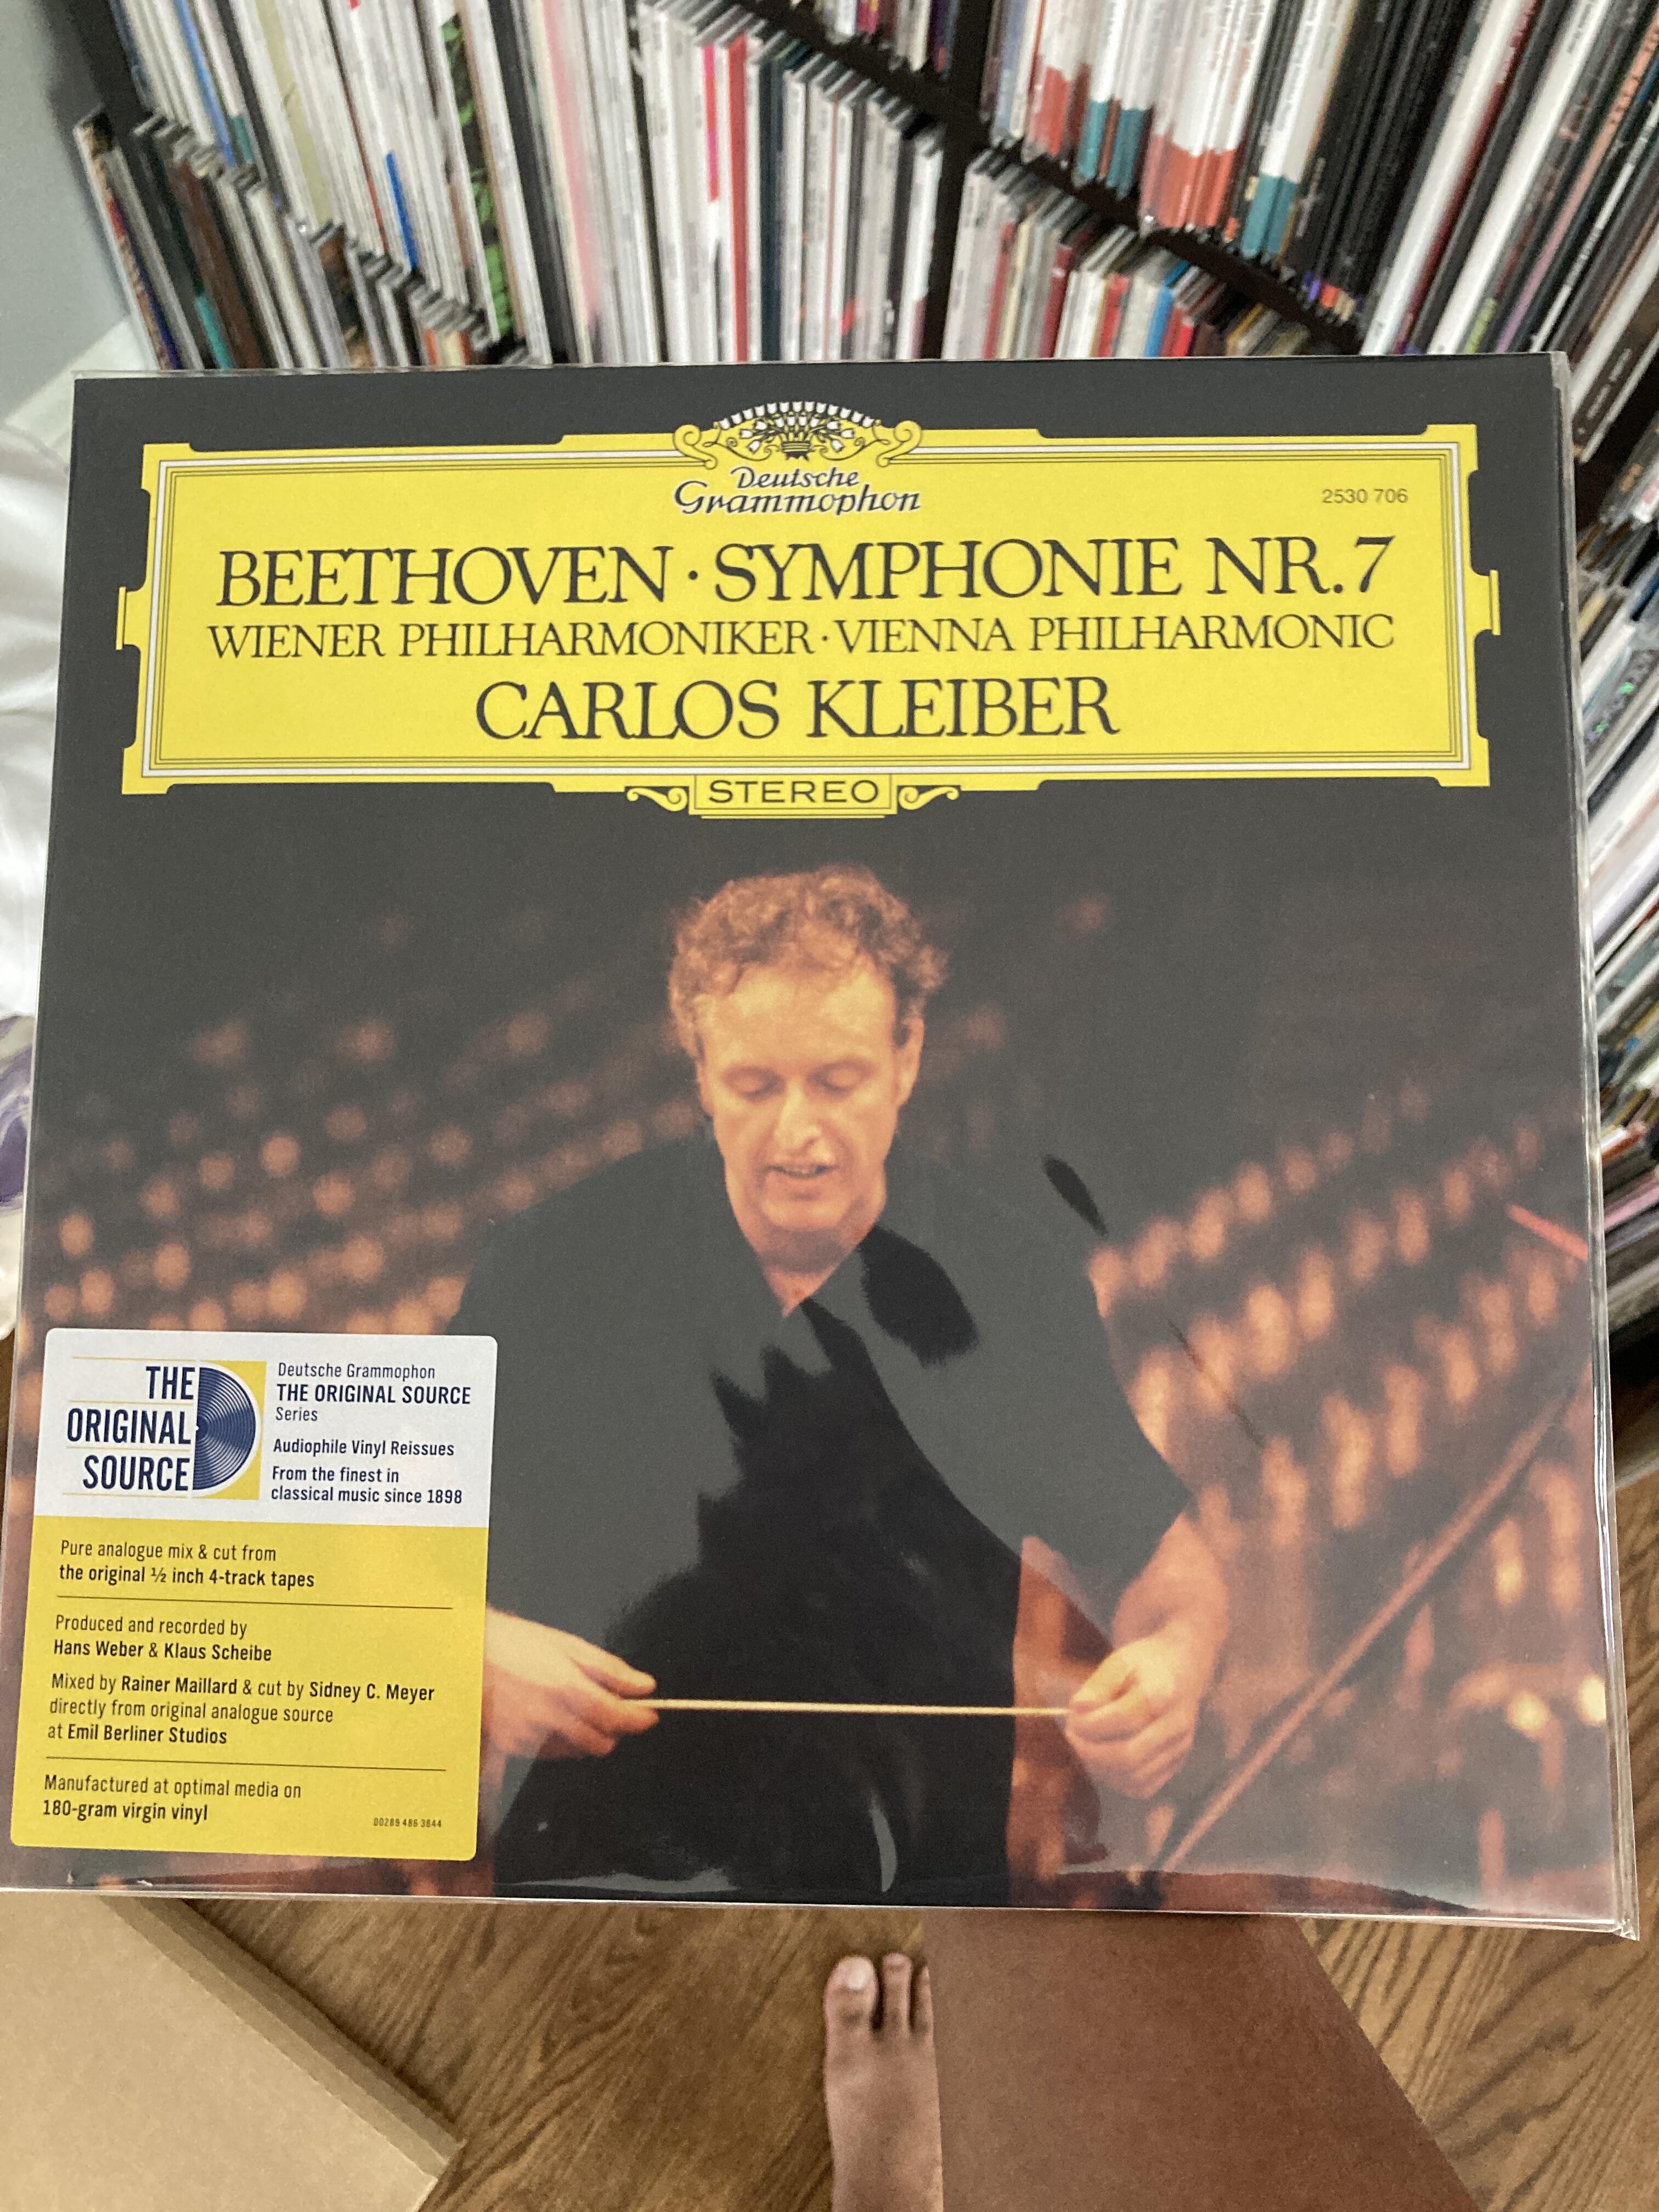 Deutsche
Grammophon
2530 706
BEETHOVEN · SYMPHONIE NR. 7
WIENER PHILHARMONIKER · VIENNA PHILHARMONIC
CARLOS KLEIBER
STEREO
THE
ORIGINAL
SOURCE
Deutsche Grammophon
THE ORIGINAL SOURCE
Series
Audiophile Vinyl Reissues
From the finest in
classical music since 1898
Pure analogue mix & cut from
the original ½ inch 4-track tapes
Produced and recorded by
Hans Weber & Klaus Scheibe
Mixed by Rainer Maillard & cut by Sidney C. Meyer
directly from original analogue source
at Emil Berliner Studios
Manufactured at optimal media on
180-gram virgin vinyl
00289 486 3844